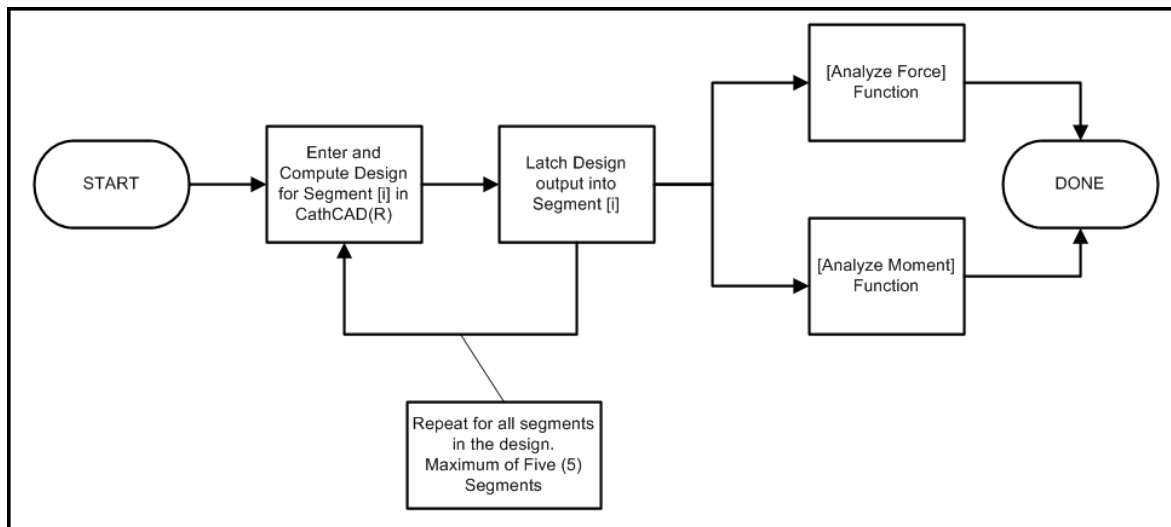 START
Enter and
Compute Design
for Segment [i] in
CathCAD(R)
Latch Design
output into
Segment [i]
[Analyze Force]
Function
[Analyze Moment]
Function
DONE
Repeat for all segments
in the design.
Maximum of Five (5)
Segments